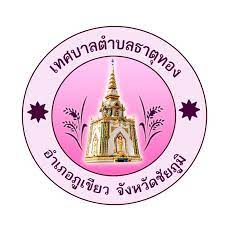 เทศบาลตำบลธาตุทอง
อำเภอภูเขียว จังหวัดชัยภูมิ